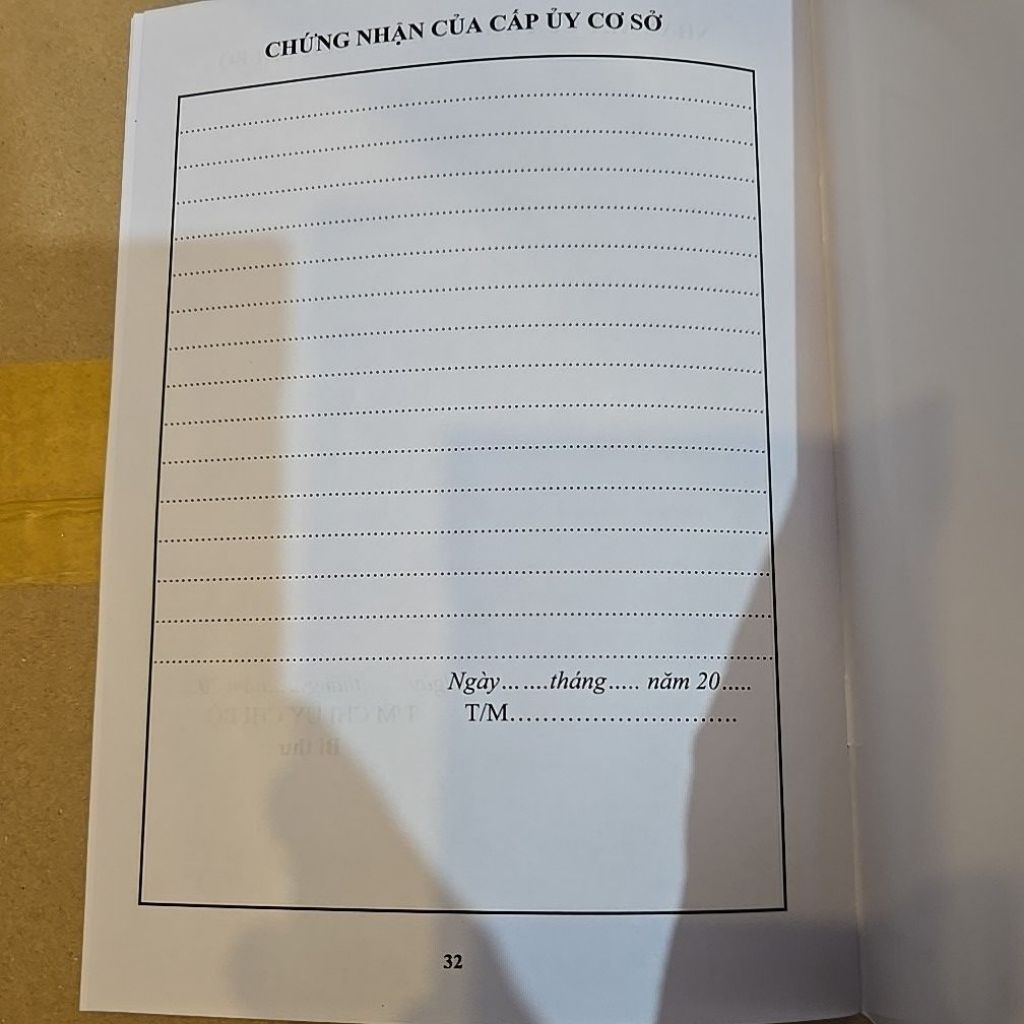 CHỨNG NHẬN CỦA CẤP ỦY CƠ SỞ
Ngày.......tháng..... năm 20.....
T/M............................
32